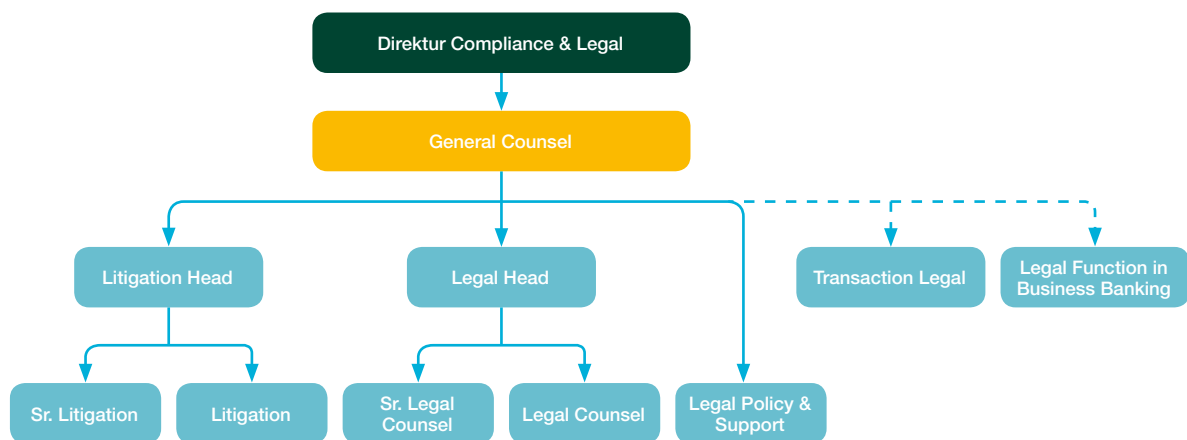 Direktur Compliance & Legal
General Counsel
Litigation Head
Legal Head
Transaction Legal
Legal Function in
Business Banking
Sr. Litigation
Litigation
Sr. Legal
Counsel
Legal Counsel
Legal Policy &
Support